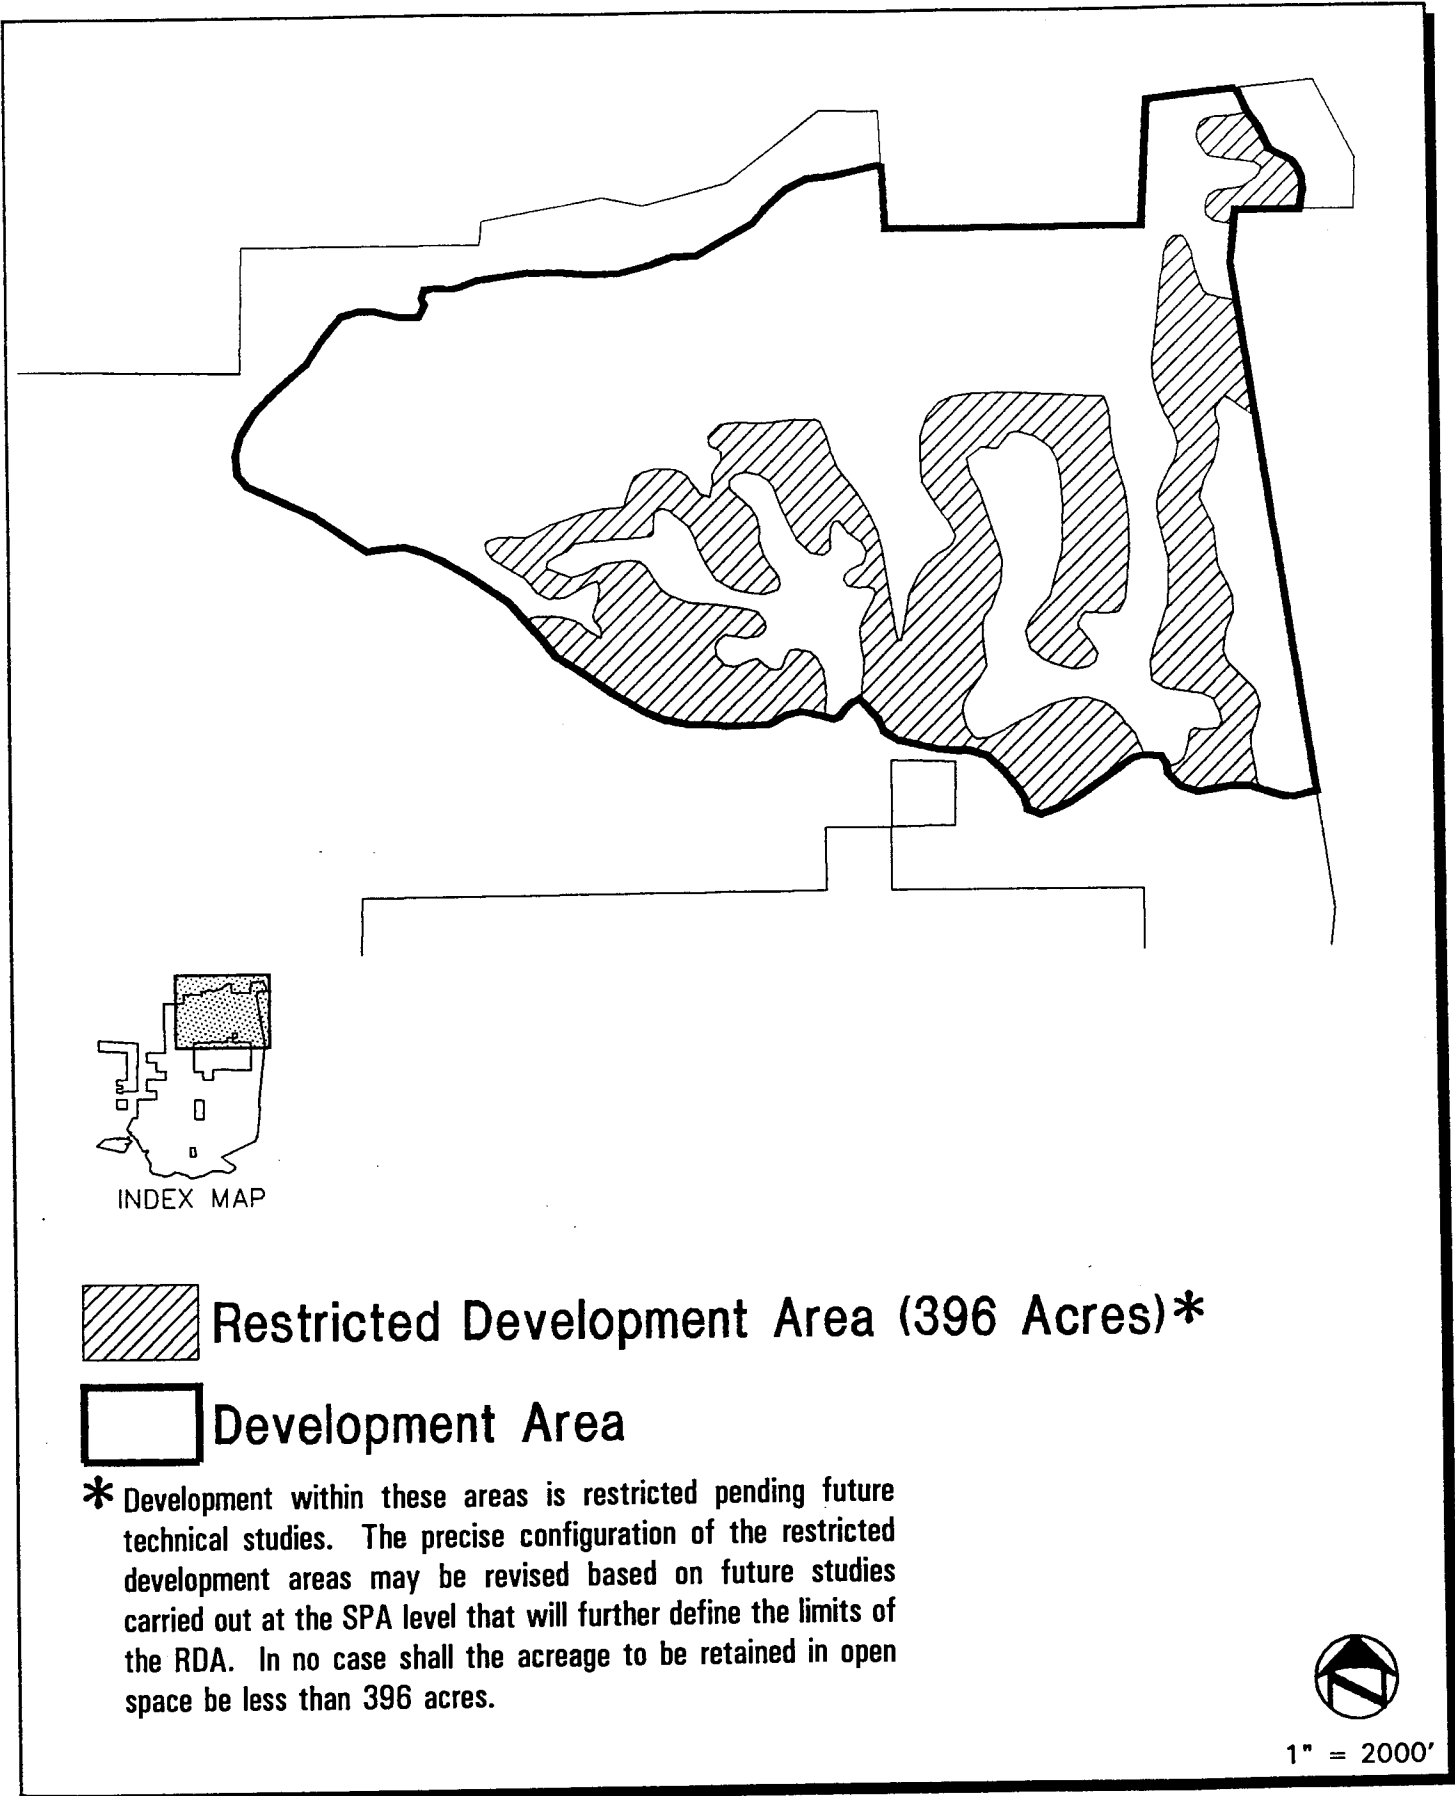 INDEX MAP
Restricted Development Area (396 Acres)*
Development Area
* Development within these areas is restricted pending future
technical studies. The precise configuration of the restricted
development areas may be revised based on future studies
carried out at the SPA level that will further define the limits of
the RDA. In no case shall the acreage to be retained in open
space be less than 396 acres.
1" = 2000'